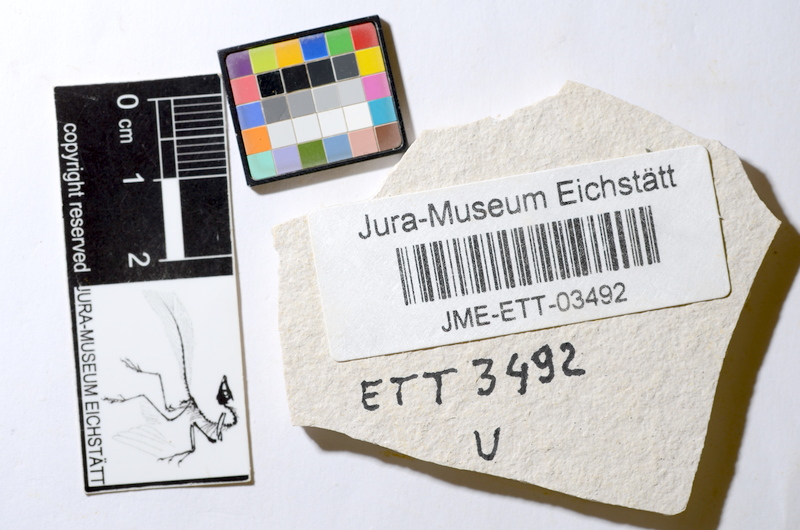 0 cm
1
2
copyright reserved JURA-MUSEUM EICHSTÄTT
Jura-Museum Eichstätt
JME-ETT-03492
ETT 3492
U